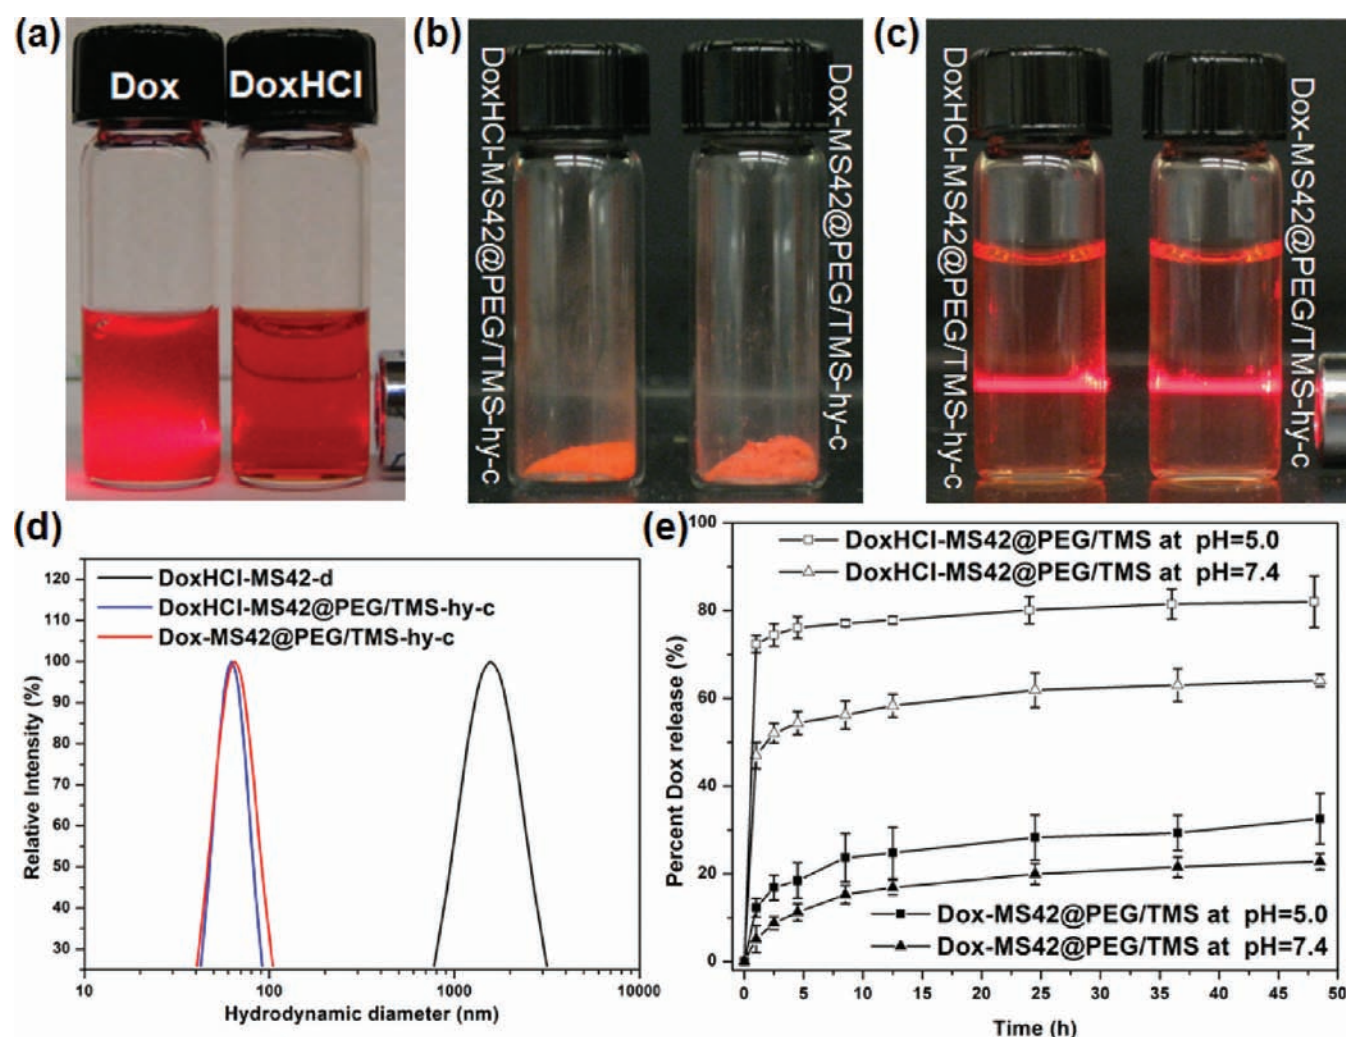 (a)
Dox
DoxHCl
(b)
DoxHCl-MS42@PEG/TMS-hy-c
Dox-MS42@PEG/TMS-hy-c
(c)
DoxHCl-MS42@PEG/TMS-hy-c
Dox-MS42@PEG/TMS-hy-c
(d)
DoxHCl-MS42-d
DoxHCl-MS42@PEG/TMS-hy-c
Dox-MS42@PEG/TMS-hy-c
Relative Intensity (%)
120
110
100
90
80
70
60
50
40
30
10
100
1000
10000
Hydrodynamic diameter (nm)
(e)
DoxHCl-MS42@PEG/TMS at pH=5.0
DoxHCl-MS42@PEG/TMS at pH=7.4
Dox-MS42@PEG/TMS at pH=5.0
Dox-MS42@PEG/TMS at pH=7.4
Percent Dox release (%)
100
80
60
40
20
0
0
5
10
15
20
25
30
35
40
45
50
Time (h)